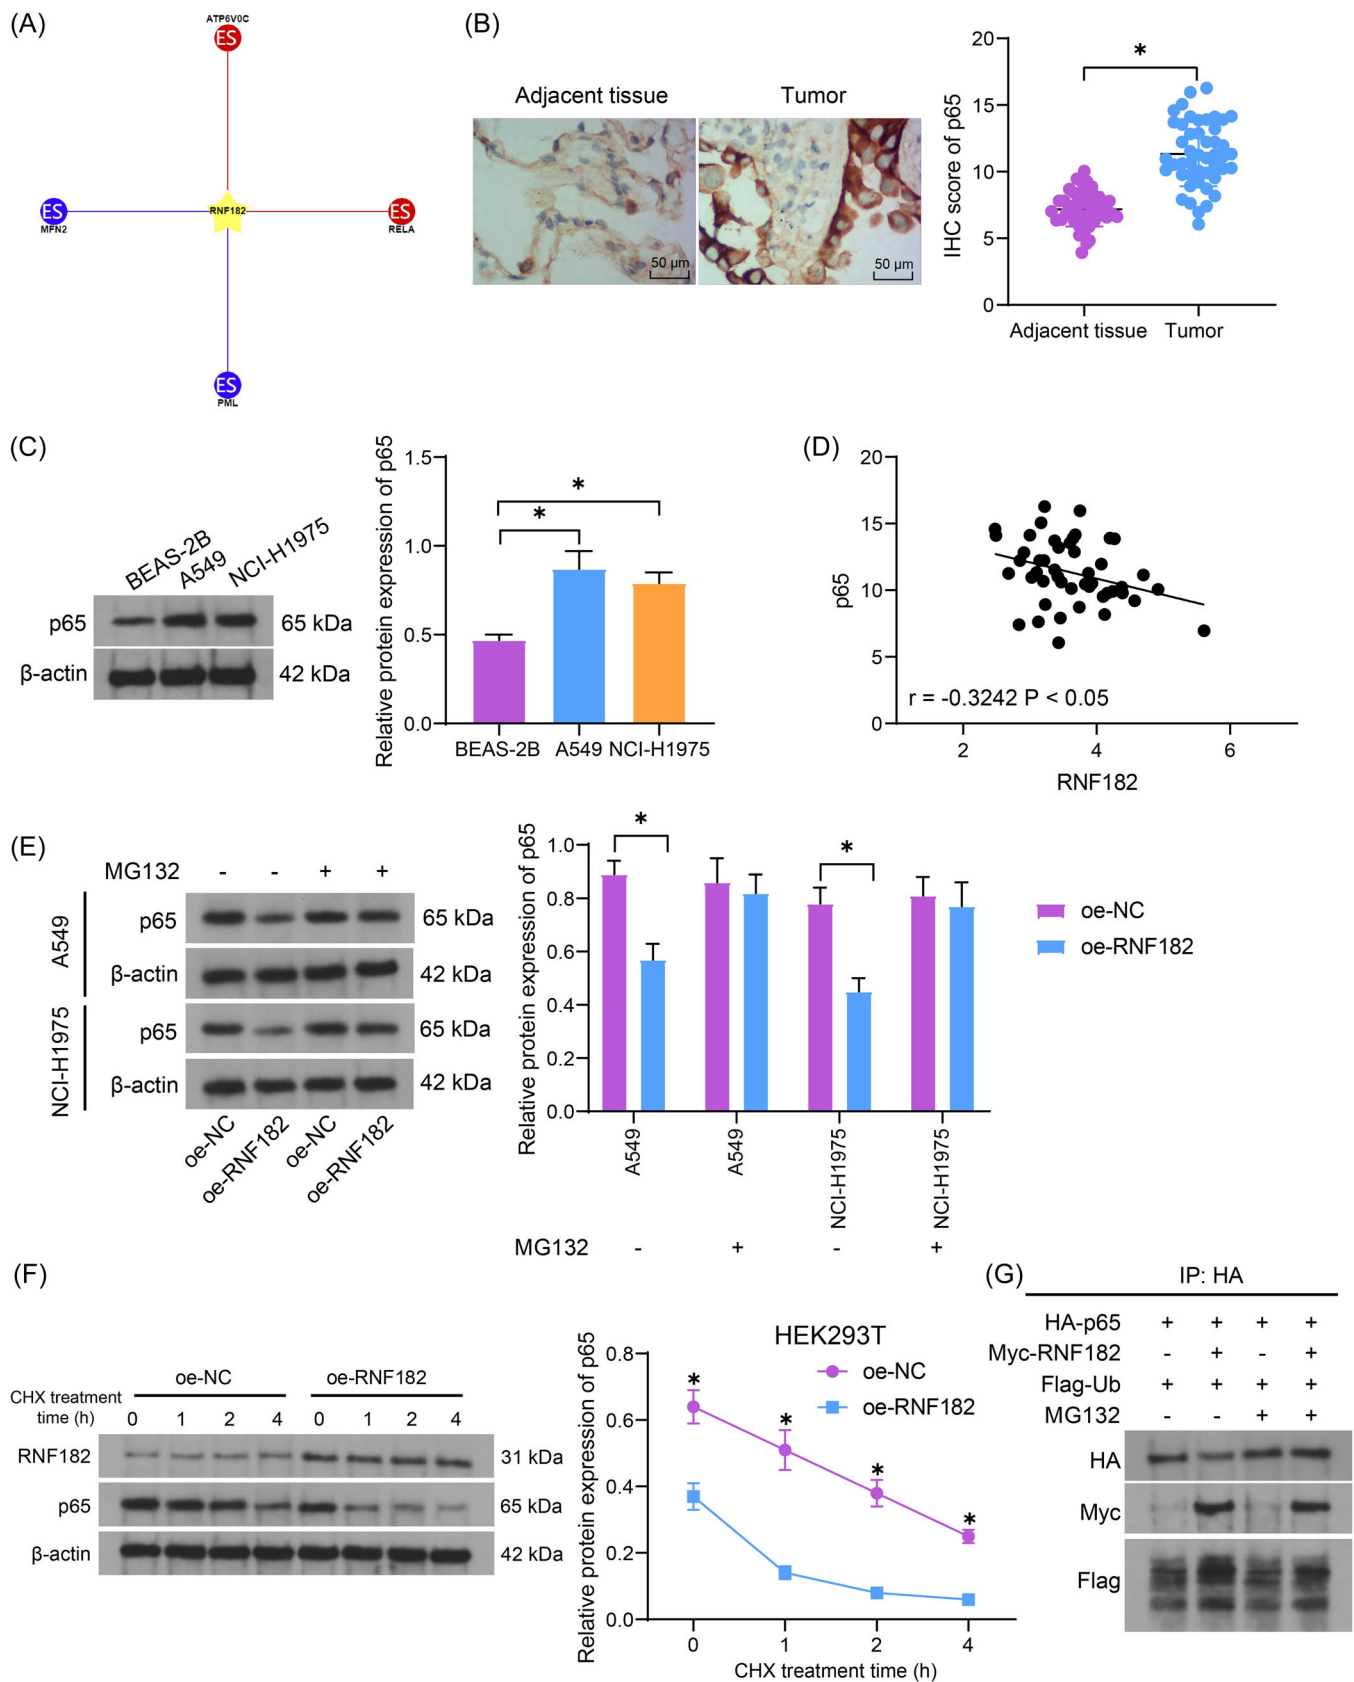 (A)
ATP6V0C
ES
ES
MFN2
RNF182
ES
RELA
ES
PML
(B)
Adjacent tissue
Tumor
50 µm
50 µm
IHC score of p65
20
15
10
5
0
*
Adjacent tissue
Tumor
(C)
BEAS-2B
A549
NCI-H1975
p65
65 kDa
β-actin
42 kDa
Relative protein expression of p65
1.5
1.0
0.5
0.0
*
*
BEAS-2B
A549
NCI-H1975
(D)
p65
20
15
10
5
0
r = -0.3242 P < 0.05
2
4
6
RNF182
(E)
MG132
- - + +
A549
p65
65 kDa
β-actin
42 kDa
NCI-H1975
p65
65 kDa
β-actin
42 kDa
oe-NC
oe-RNF182
oe-NC
oe-RNF182
Relative protein expression of p65
1.0
0.8
0.6
0.4
0.2
0.0
*
*
oe-NC
oe-RNF182
A549
A549
NCI-H1975
NCI-H1975
MG132 - + - +
(F)
oe-NC
oe-RNF182
CHX treatment
time (h)
0 1 2 4 0 1 2 4
RNF182
31 kDa
p65
65 kDa
β-actin
42 kDa
HEK293T
Relative protein expression of p65
0.8
0.6
0.4
0.2
0.0
* * * *
oe-NC
oe-RNF182
0 1 2 4
CHX treatment time (h)
(G)
IP: HA
HA-p65 + + + +
Myc-RNF182 - + - +
Flag-Ub + + + +
MG132 - - + +
HA
Myc
Flag